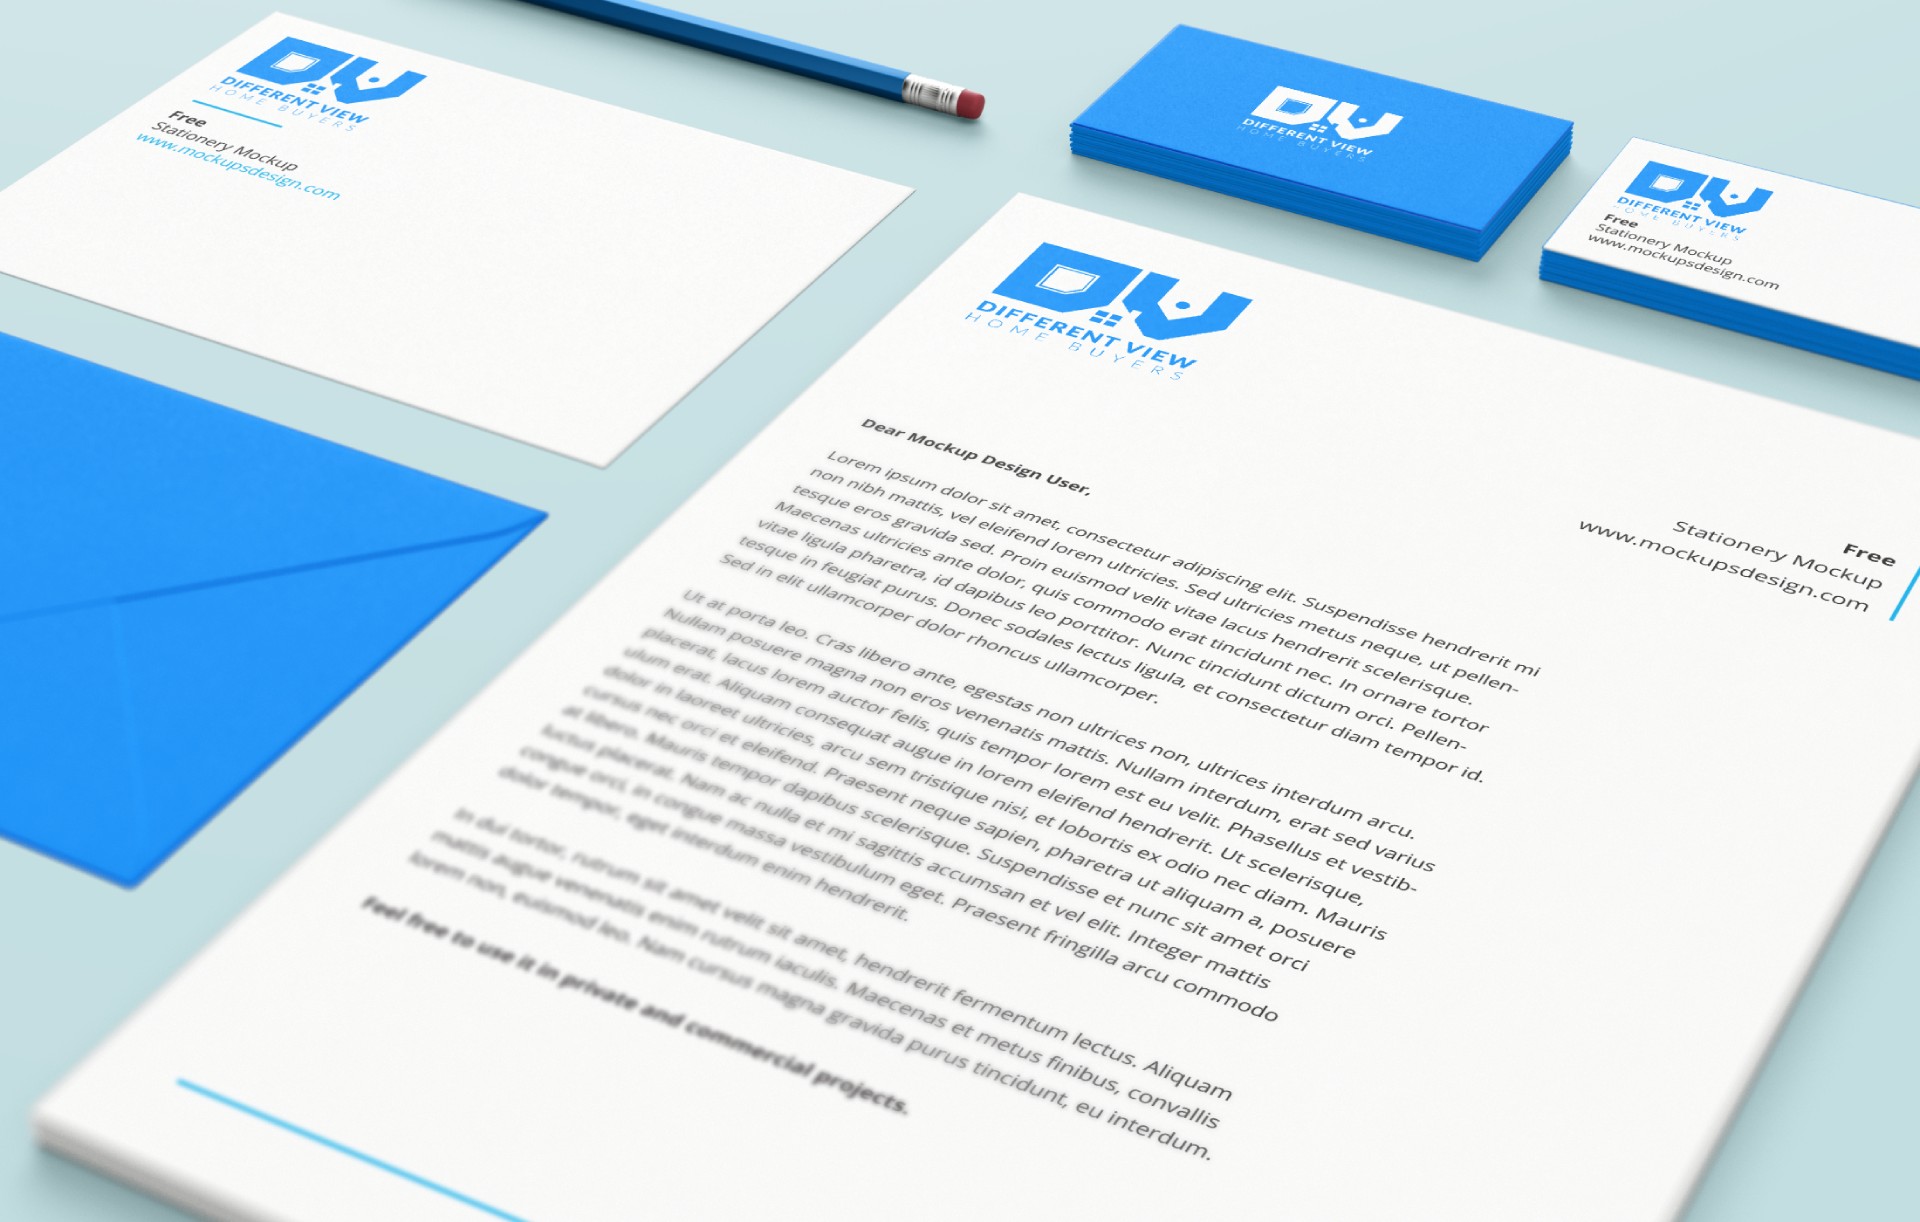 DV
DIFFERENT VIEW
HOME BUYERS
Free
Stationery Mockup
www.mockupsdesign.com
DV
DIFFERENT VIEW
HOME BUYERS
DV
DIFFERENT VIEW
HOME BUYERS
Free
Stationery Mockup
www.mockupsdesign.com
DV
DIFFERENT VIEW
HOME BUYERS
Free
Stationery Mockup
www.mockupsdesign.com
Dear Mockup Design User,
Lorem ipsum dolor sit amet, consectetur adipiscing elit. Suspendisse hendrerit mi
non nibh mattis, vel eleifend lorem ultricies. Sed ultricies metus neque, ut pellen-
tesque eros gravida sed. Proin euismod velit vitae lacus hendrerit scelerisque.
Maecenas ultricies ante dolor, quis commodo erat tincidunt nec. In ornare tortor
vitae ligula pharetra, id dapibus leo porttitor. Nunc tincidunt dictum orci. Pellen-
tesque in feugiat purus. Donec sodales lectus ligula, et consectetur diam tempor id.
Sed in elit ullamcorper dolor rhoncus ullamcorper.
Ut at porta leo. Cras libero ante, egestas non ultrices non, ultrices interdum arcu.
Nullam posuere magna non eros venenatis mattis. Nullam interdum, erat sed varius
placerat, lacus lorem auctor felis, quis tempor lorem est eu velit. Phasellus et vestib-
ulum erat. Aliquam consequat augue in lorem eleifend hendrerit. Ut scelerisque,
dolor in laoreet ultricies, arcu sem tristique nisi, et lobortis ex odio nec diam. Mauris
cursus nec orci et eleifend. Praesent neque sapien, pharetra ut aliquam a, posuere
at libero. Mauris tempor dapibus scelerisque. Suspendisse et nunc sit amet orci
luctus placerat. Nam ac nulla et mi sagittis accumsan et vel elit. Integer mattis
congue orci, in congue massa vestibulum eget. Praesent fringilla arcu commodo
dolor tempor, eget interdum enim hendrerit.
In dui tortor, rutrum sit amet velit sit amet, hendrerit fermentum lectus. Aliquam
mattis augue venenatis enim rutrum iaculis. Maecenas et metus finibus, convallis
lorem non, euismod leo. Nam cursus magna gravida purus tincidunt, eu interdum.
Feel free to use it in private and commercial projects.